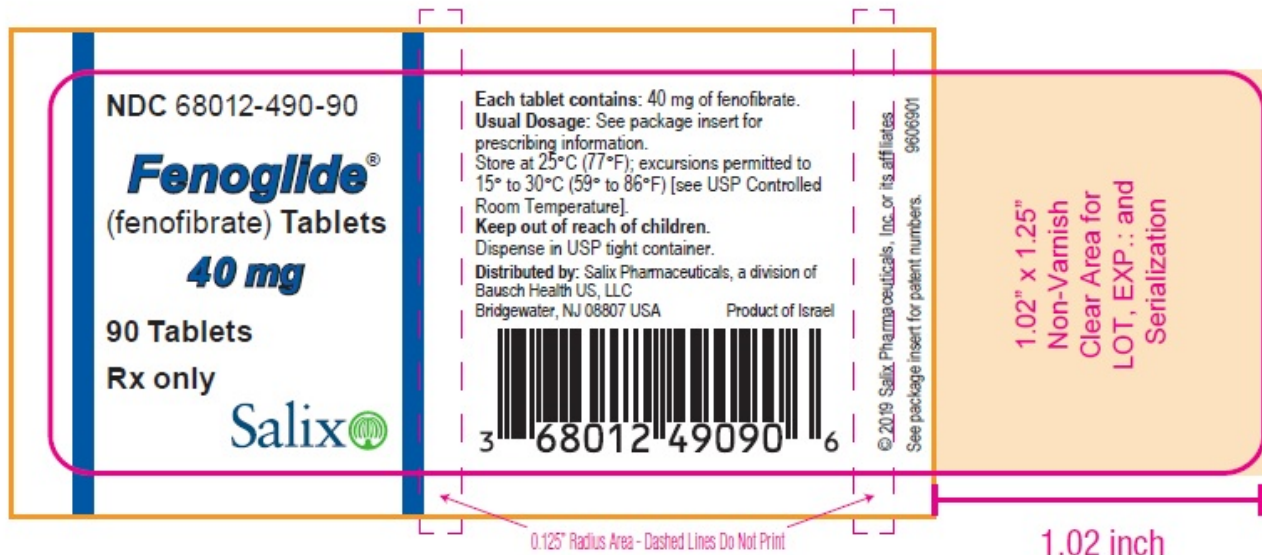 NDC 68012-490-90
Fenoglide®
(fenofibrate) Tablets
40 mg
90 Tablets
Rx only
Salix
Each tablet contains: 40 mg of fenofibrate.
Usual Dosage: See package insert for
prescribing information.
Store at 25°C (77°F); excursions permitted to
15° to 30°C (59° to 86°F) [see USP Controlled
Room Temperature].
Keep out of reach of children.
Dispense in USP tight container.
Distributed by: Salix Pharmaceuticals, a division of
Bausch Health US, LLC
Bridgewater, NJ 08807 USA Product of Israel
3 68012 49090 6
© 2019 Salix Pharmaceuticals, Inc. or its affiliates
See package insert for patent numbers. 9606901
1.02” x 1.25”
Non-Varnish
Clear Area for
LOT, EXP.: and
Serialization
0.125” Radius Area - Dashed Lines Do Not Print
1.02 inch